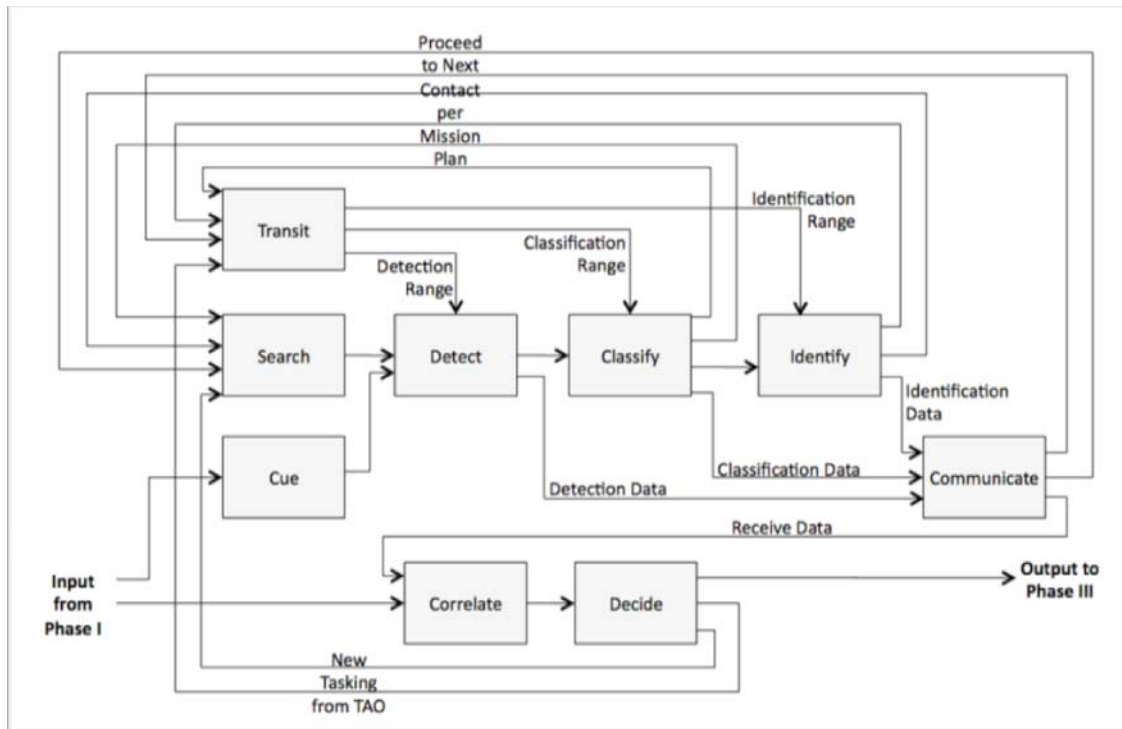 Proceed
to Next
Contact
per
Mission
Plan
Identification
Range
Transit
Classification
Range
Detection
Range
Search
Detect
Classify
Identify
Identification
Data
Cue
Classification Data
Communicate
Detection Data
Receive Data
Input
from
Phase I
Correlate
Decide
Output to
Phase III
New
Tasking
from TAO